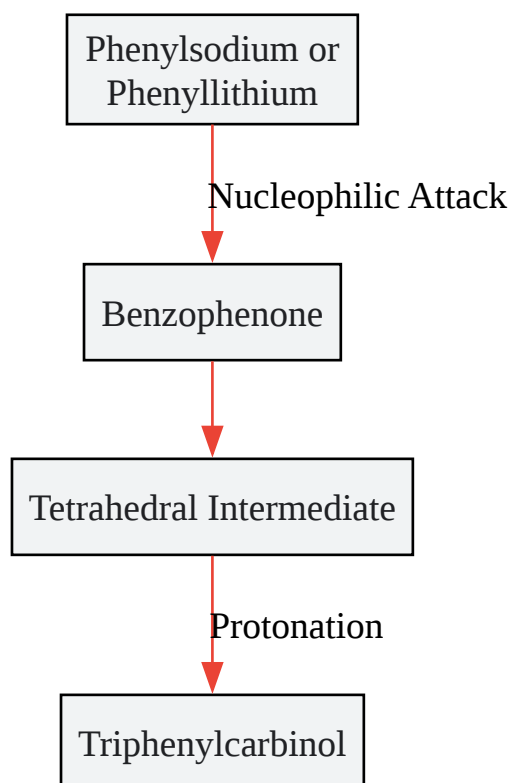 Phenylsodium or
Phenyllithium
Nucleophilic Attack
Benzophenone
Tetrahedral Intermediate
Protonation
Triphenylcarbinol